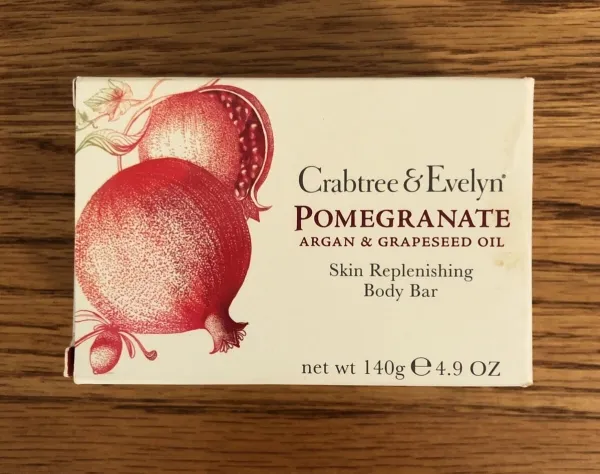 Crabtree & Evelyn®
POMEGRANATE
ARGAN & GRAPESEED OIL
Skin Replenishing
Body Bar
net wt 140g ℮ 4.9 OZ